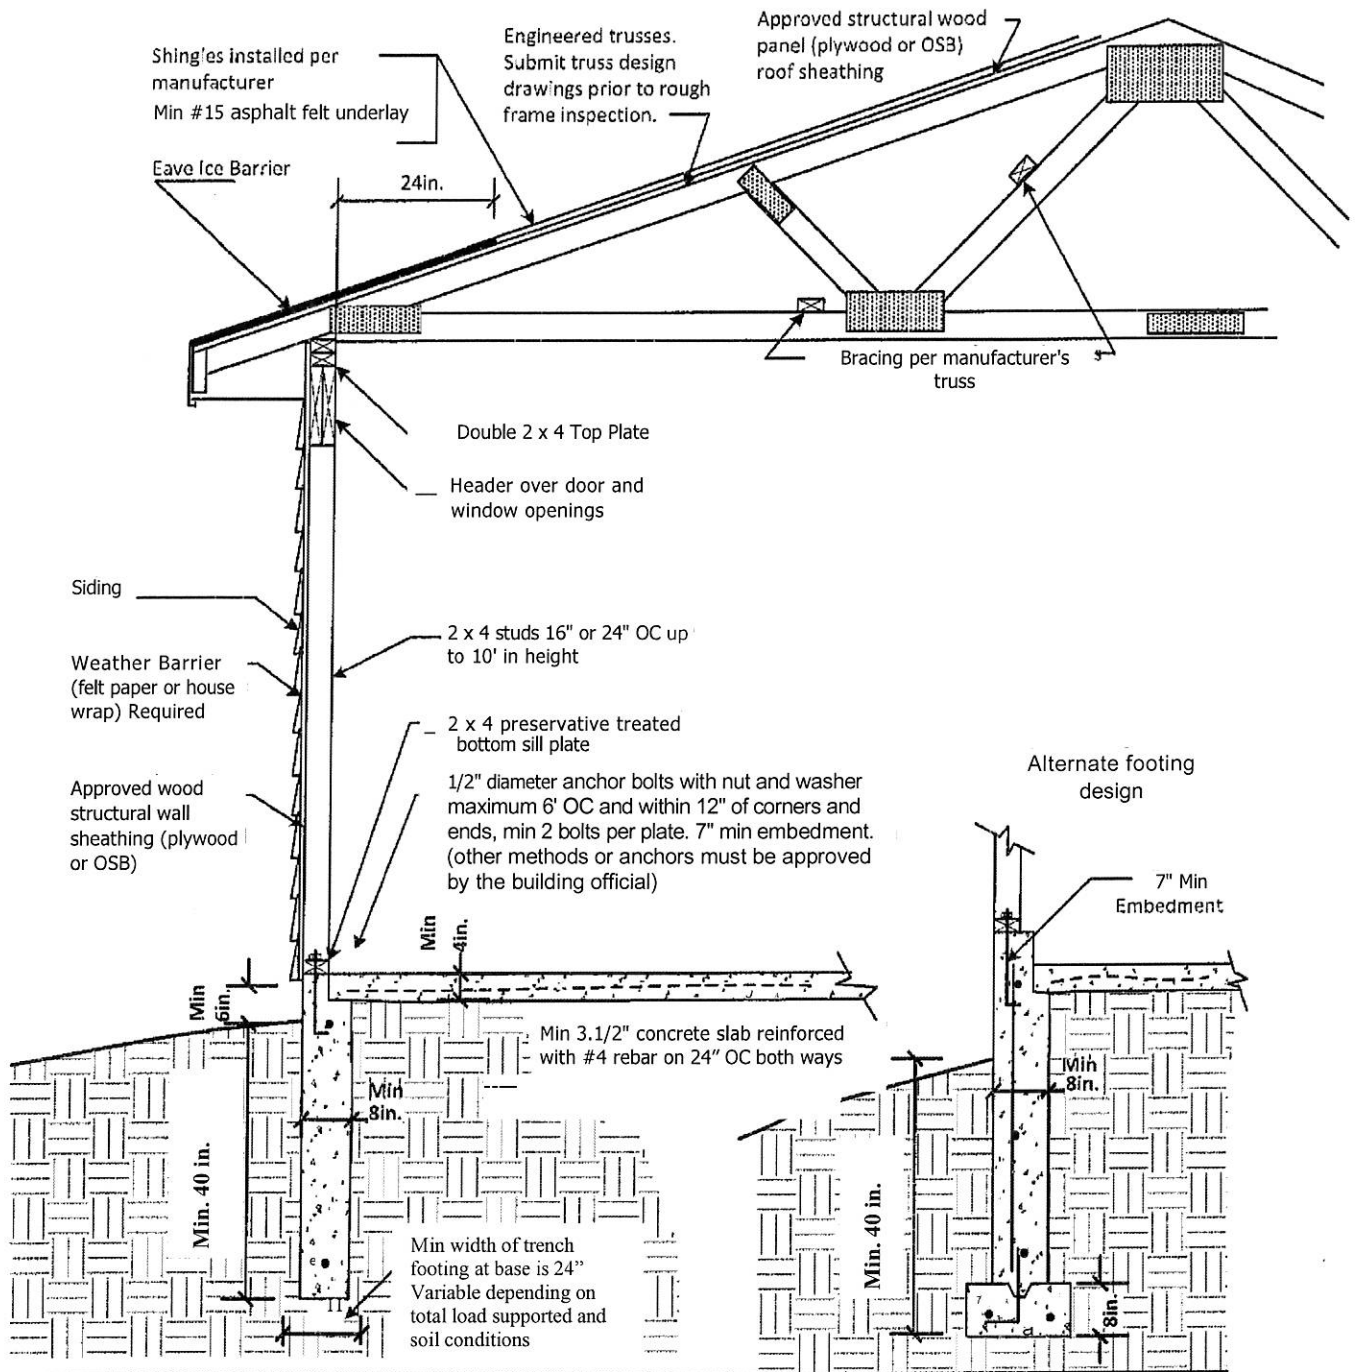 Approved structural wood
panel (plywood or OSB)
roof sheathing
Engineered trusses.
Submit truss design
drawings prior to rough
frame inspection.
Shingles installed per
manufacturer
Min #15 asphalt felt underlay
Eave Ice Barrier
24in.
Bracing per manufacturer's
truss
Double 2 x 4 Top Plate
Header over door and
window openings
Siding
2 x 4 studs 16" or 24" OC up
to 10' in height
Weather Barrier
(felt paper or house
wrap) Required
2 x 4 preservative treated
bottom sill plate
Approved wood
structural wall
sheathing (plywood
or OSB)
1/2" diameter anchor bolts with nut and washer
maximum 6' OC and within 12" of corners and
ends, min 2 bolts per plate. 7" min embedment.
(other methods or anchors must be approved
by the building official)
Alternate footing
design
7" Min
Embedment
Min
4in.
Min
6in.
Min 3.1/2" concrete slab reinforced
with #4 rebar on 24" OC both ways
Min
8in.
Min
8in.
Min. 40 in.
Min. 40 in.
Min width of trench
footing at base is 24"
Variable depending on
total load supported and
soil conditions
8in.